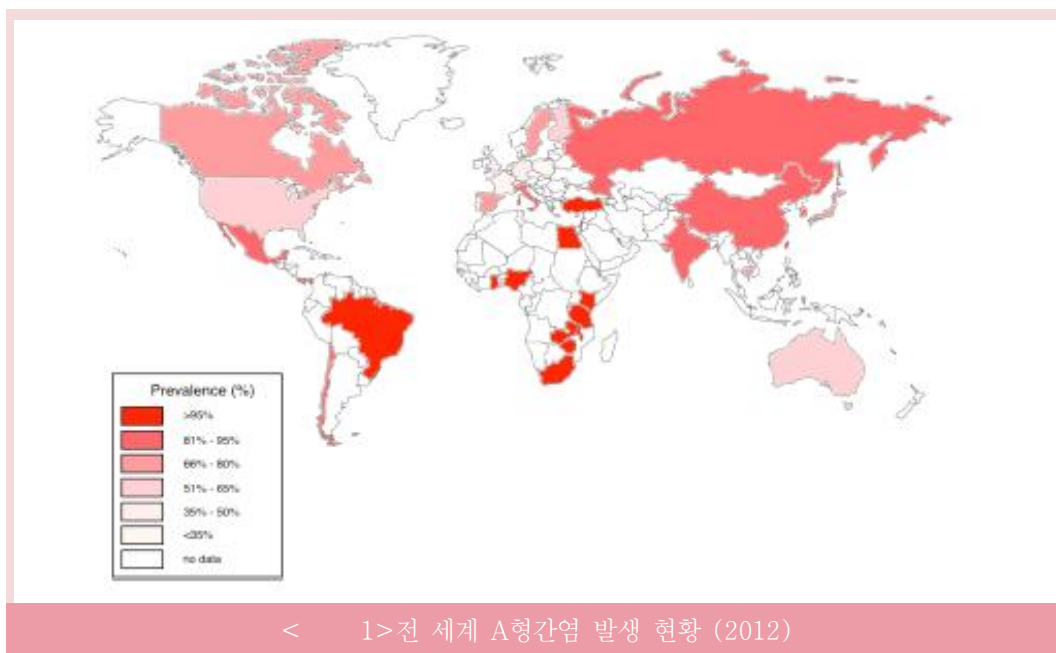 Prevalence (%)
>95%
81% - 95%
66% - 80%
51% - 65%
35% - 50%
<35%
no data
< 1>전 세계 A형간염 발생 현황 (2012)